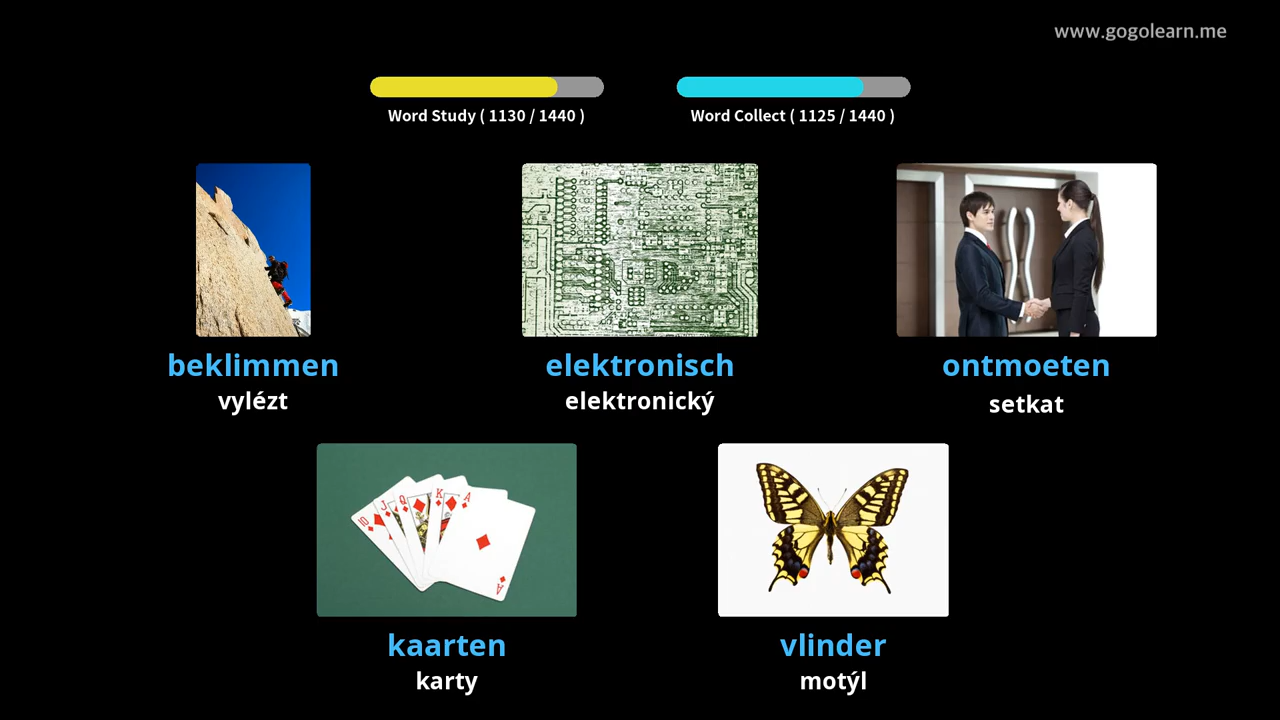 www.gogolearn.me
Word Study ( 1130 / 1440 )
Word Collect ( 1125 / 1440 )
beklimmen
vylézt
elektronisch
elektronický
ontmoeten
setkat
10 J Q K A
A
kaarten
karty
vlinder
motýl